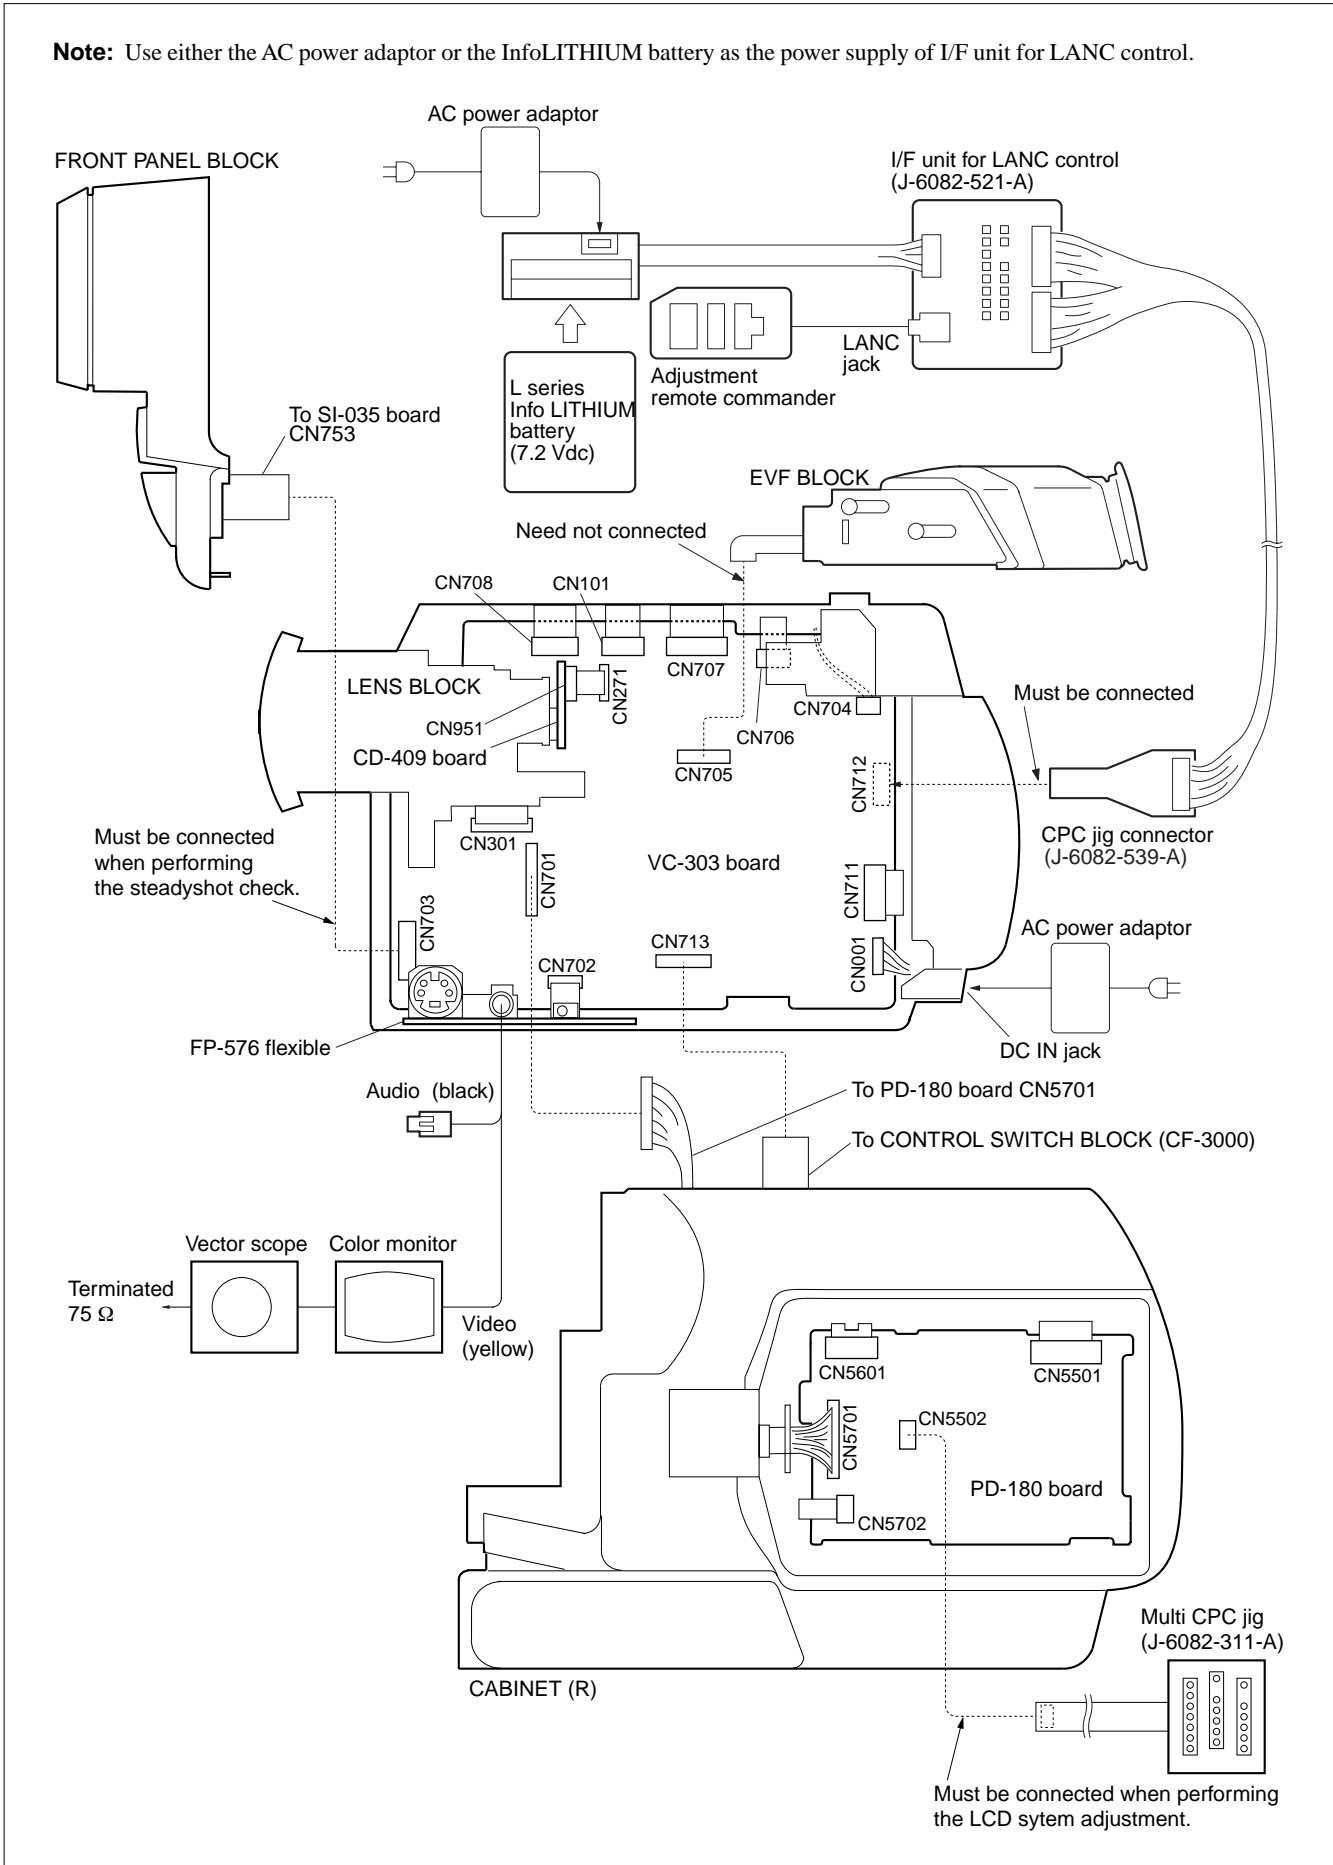 Note: Use either the AC power adaptor or the InfoLITHIUM battery as the power supply of I/F unit for LANC control.
AC power adaptor
FRONT PANEL BLOCK
I/F unit for LANC control
(J-6082-521-A)
LANC
jack
Adjustment
remote commander
L series
Info LITHIUM
battery
(7.2 Vdc)
To SI-035 board
CN753
EVF BLOCK
Need not connected
CN708
CN101
CN707
LENS BLOCK
CN271
CN951
CD-409 board
CN704
CN706
CN705
Must be connected
CN712
CPC jig connector
(J-6082-539-A)
CN301
Must be connected
when performing
the steadyshot check.
CN701
VC-303 board
CN711
CN703
CN713
CN702
CN001
AC power adaptor
FP-576 flexible
DC IN jack
Audio (black)
To PD-180 board CN5701
To CONTROL SWITCH BLOCK (CF-3000)
Vector scope
Color monitor
Terminated
75 Ω
Video
(yellow)
CN5601
CN5501
CN5701
CN5502
PD-180 board
CN5702
Multi CPC jig
(J-6082-311-A)
CABINET (R)
Must be connected when performing
the LCD sytem adjustment.